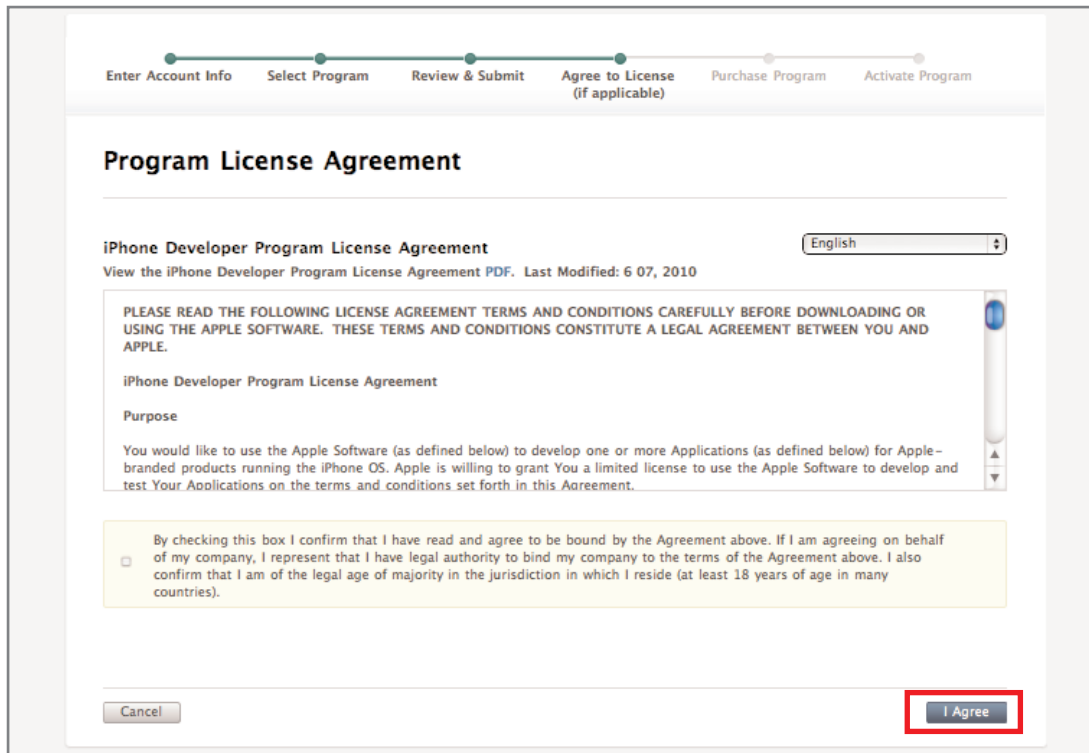 Enter Account Info Select Program Review & Submit Agree to License Purchase Program Activate Program
(if applicable)
Program License Agreement
iPhone Developer Program License Agreement English
View the iPhone Developer Program License Agreement PDF. Last Modified: 6 07, 2010
PLEASE READ THE FOLLOWING LICENSE AGREEMENT TERMS AND CONDITIONS CAREFULLY BEFORE DOWNLOADING OR
USING THE APPLE SOFTWARE. THESE TERMS AND CONDITIONS CONSTITUTE A LEGAL AGREEMENT BETWEEN YOU AND
APPLE.
iPhone Developer Program License Agreement
Purpose
You would like to use the Apple Software (as defined below) to develop one or more Applications (as defined below) for Apple-
branded products running the iPhone OS. Apple is willing to grant You a limited license to use the Apple Software to develop and
test Your Applications on the terms and conditions set forth in this Agreement.
By checking this box I confirm that I have read and agree to be bound by the Agreement above. If I am agreeing on behalf
of my company, I represent that I have legal authority to bind my company to the terms of the Agreement above. I also
confirm that I am of the legal age of majority in the jurisdiction in which I reside (at least 18 years of age in many
countries).
Cancel I Agree